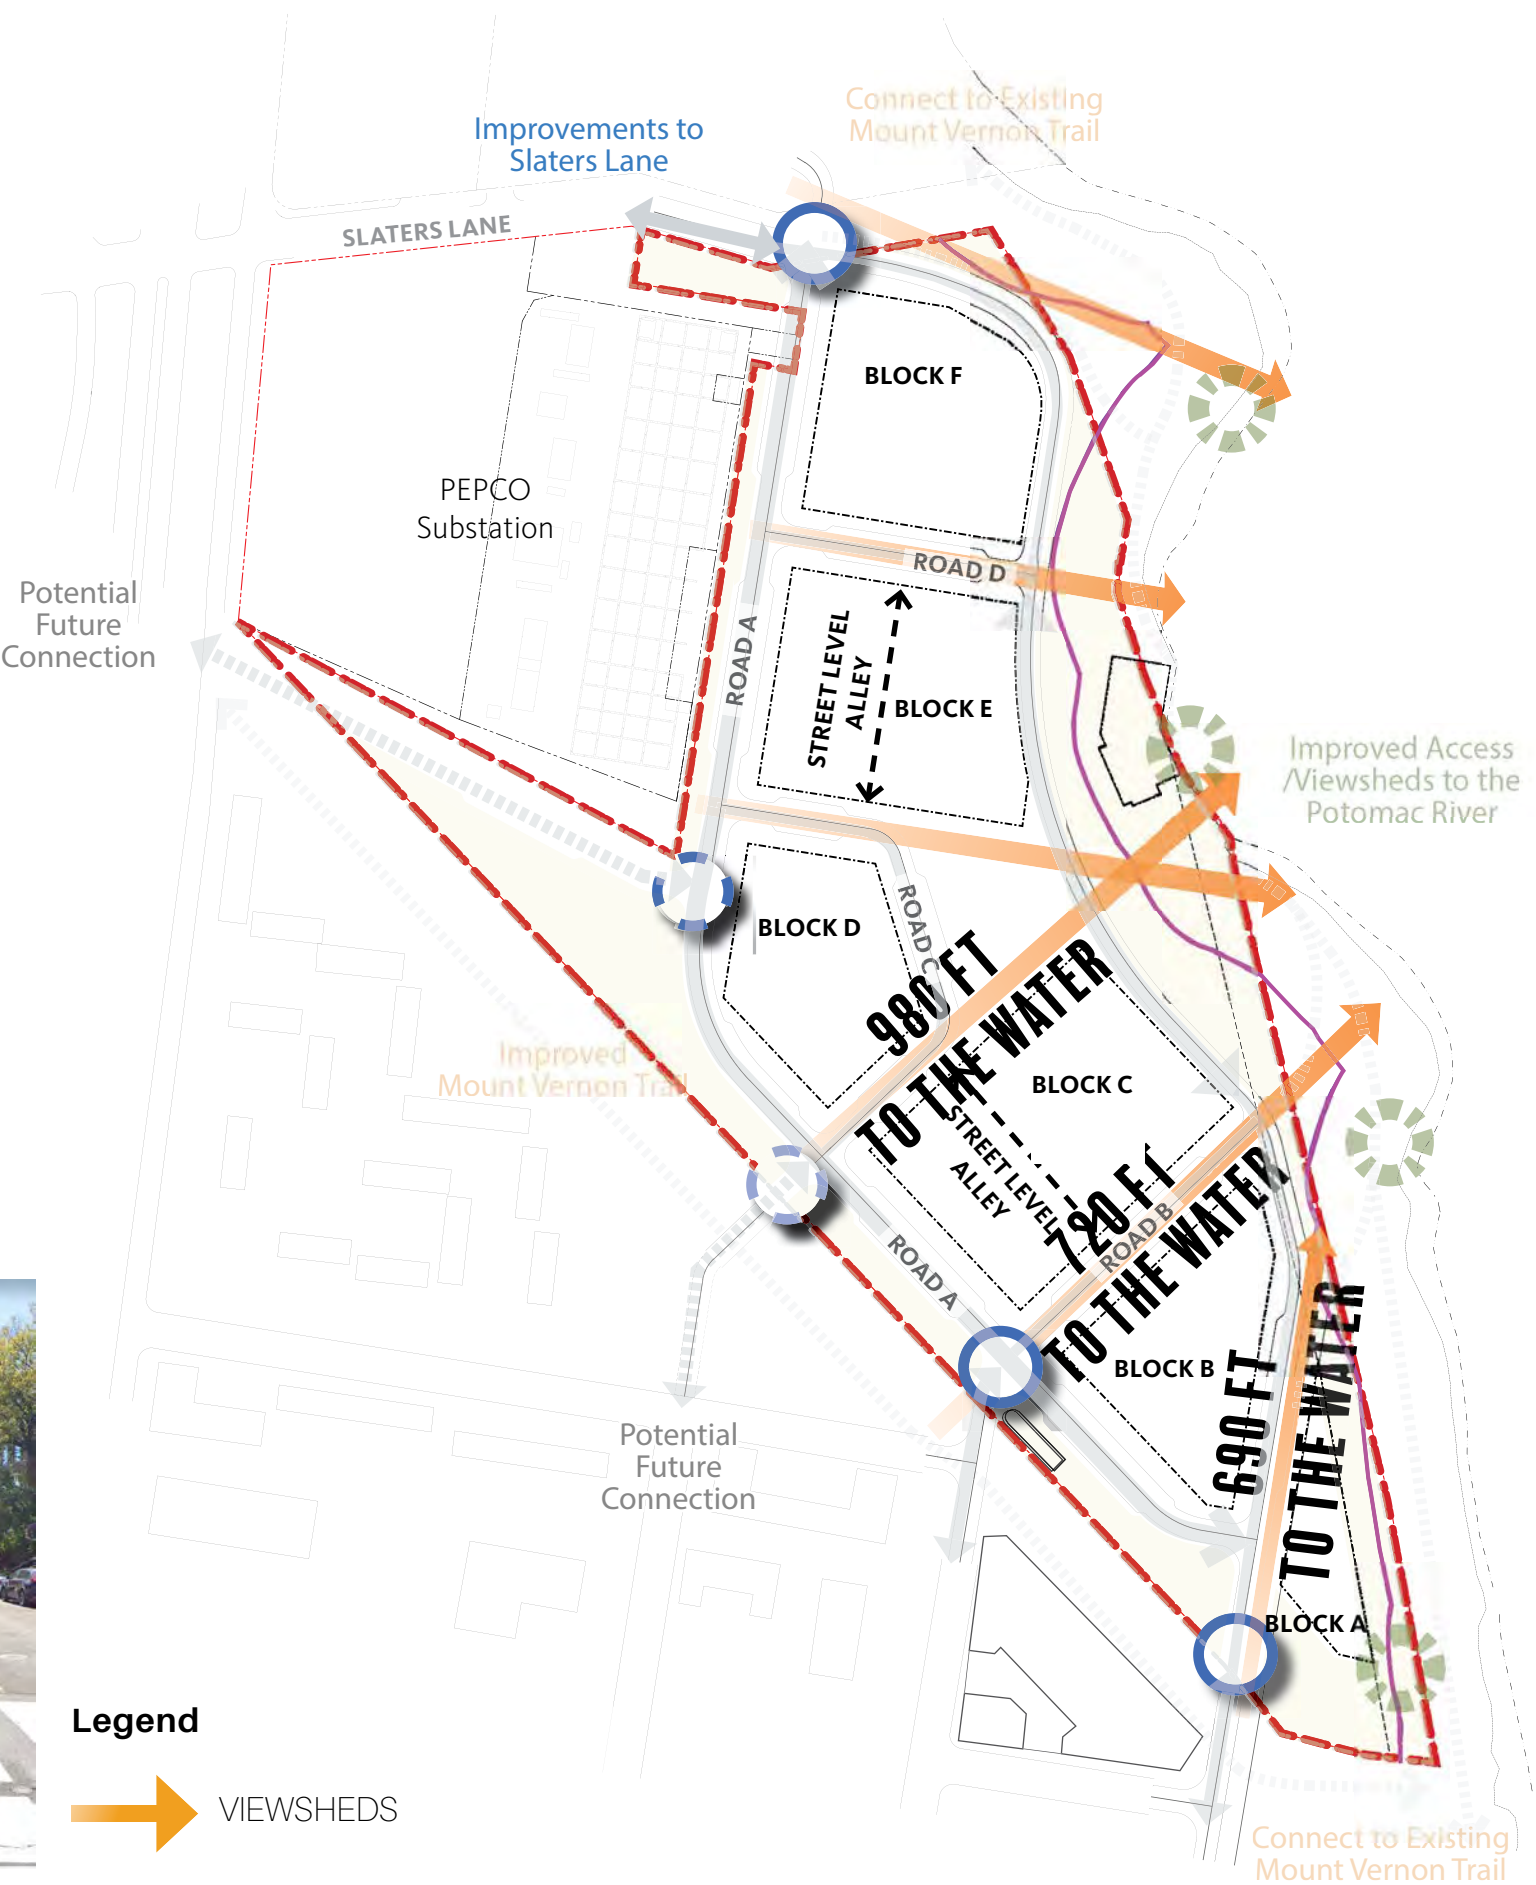 Connect to Existing
Mount Vernon Trail
Improvements to
Slaters Lane
SLATERS LANE
BLOCK F
PEPCO
Substation
ROAD D
Potential
Future
Connection
ROAD A
STREET LEVEL
ALLEY
BLOCK E
Improved Access
/Viewsheds to the
Potomac River
BLOCK D
ROAD C
980 FT
TO THE WATER
Improved
Mount Vernon Trail
BLOCK C
STREET LEVEL
ALLEY
720 FT
TO THE WATER
ROAD B
ROAD A
BLOCK B
690 FT
TO THE WATER
Potential
Future
Connection
BLOCK A
Legend
VIEWSHEDS
Connect to Existing
Mount Vernon Trail